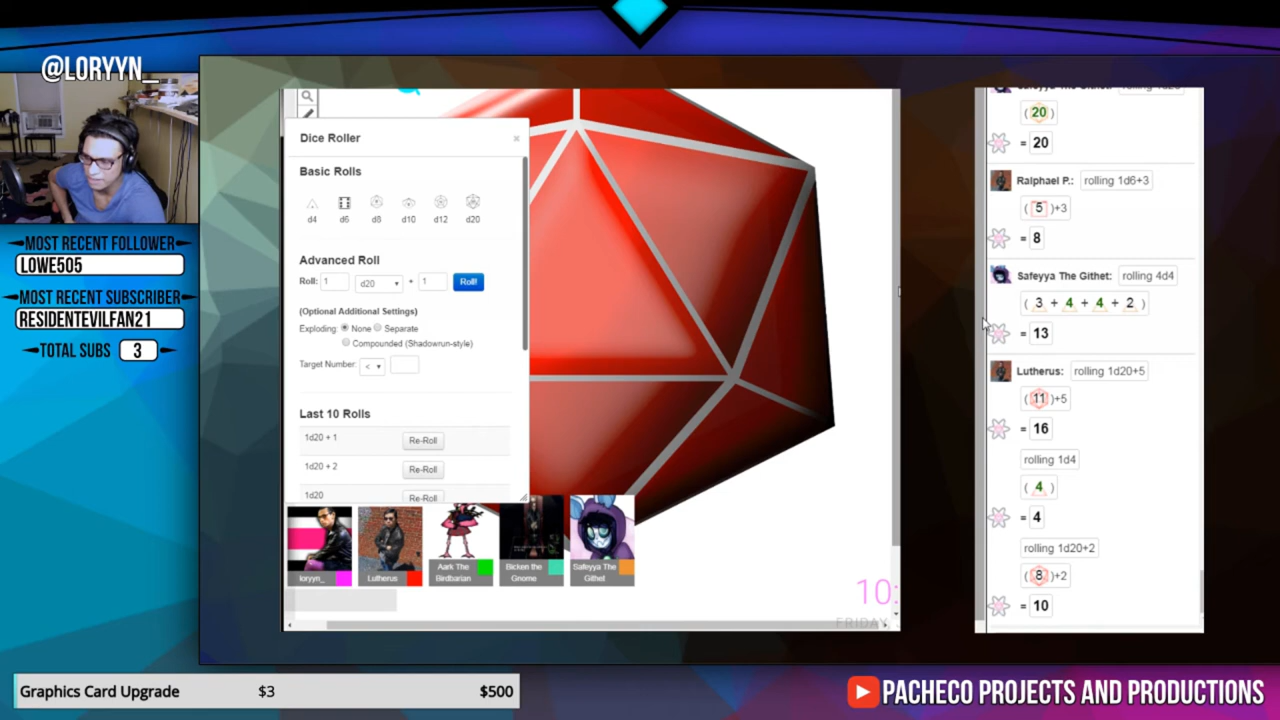 @LORYYN_
MOST RECENT FOLLOWER
LOWE505
MOST RECENT SUBSCRIBER
RESIDENTEVILFAN21
TOTAL SUBS 3
Dice Roller ×
Basic Rolls
d4 d6 d8 d10 d12 d20
Advanced Roll
Roll: 1 d20 + 1 Roll!
(Optional Additional Settings)
Exploding: None Separate
Compounded (Shadowrun-style)
Target Number: <
Last 10 Rolls
1d20 + 1 Re-Roll
1d20 + 2 Re-Roll
1d20 Re-Roll
loryyn_
Lutherus
Aark The
Birdbarian
Bicken the
Gnome
Safeyya The
Githet
10:
FRIDAY
Safeyya The Githet: rolling 1d20
(20)
= 20
Ralphael P.: rolling 1d6+3
(5)+3
= 8
Safeyya The Githet: rolling 4d4
(3 + 4 + 4 + 2)
= 13
Lutherus: rolling 1d20+5
(11)+5
= 16
rolling 1d4
(4)
= 4
rolling 1d20+2
(8)+2
= 10
Graphics Card Upgrade $3 $500
PACHECO PROJECTS AND PRODUCTIONS